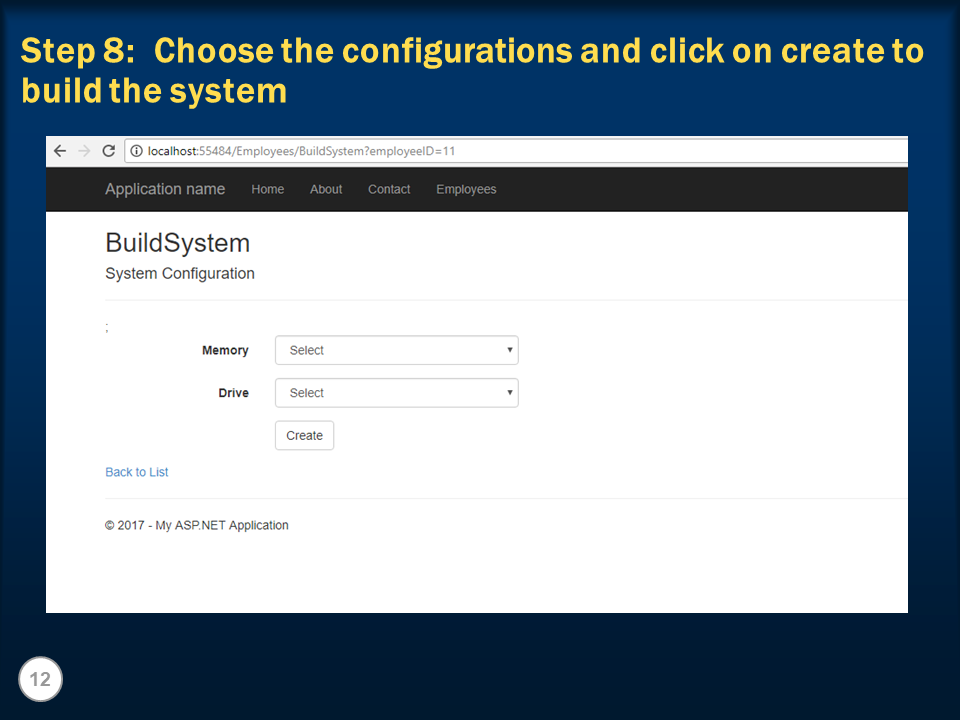 Step 8:  Choose the configurations and click on create to
build the system
localhost:55484/Employees/BuildSystem?employeeID=11
Application name Home About Contact Employees
BuildSystem
System Configuration
;
Memory Select
Drive Select
Create
Back to List
© 2017 - My ASP.NET Application
12